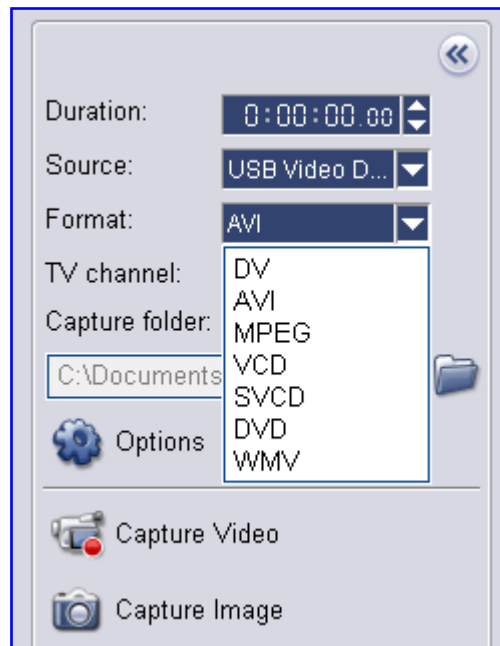 Duration: 0:00:00.00
Source: USB Video D...
Format: AVI
TV channel:
DV
AVI
MPEG
VCD
SVCD
DVD
WMV
Capture folder:
C:\Documents
Options
Capture Video
Capture Image